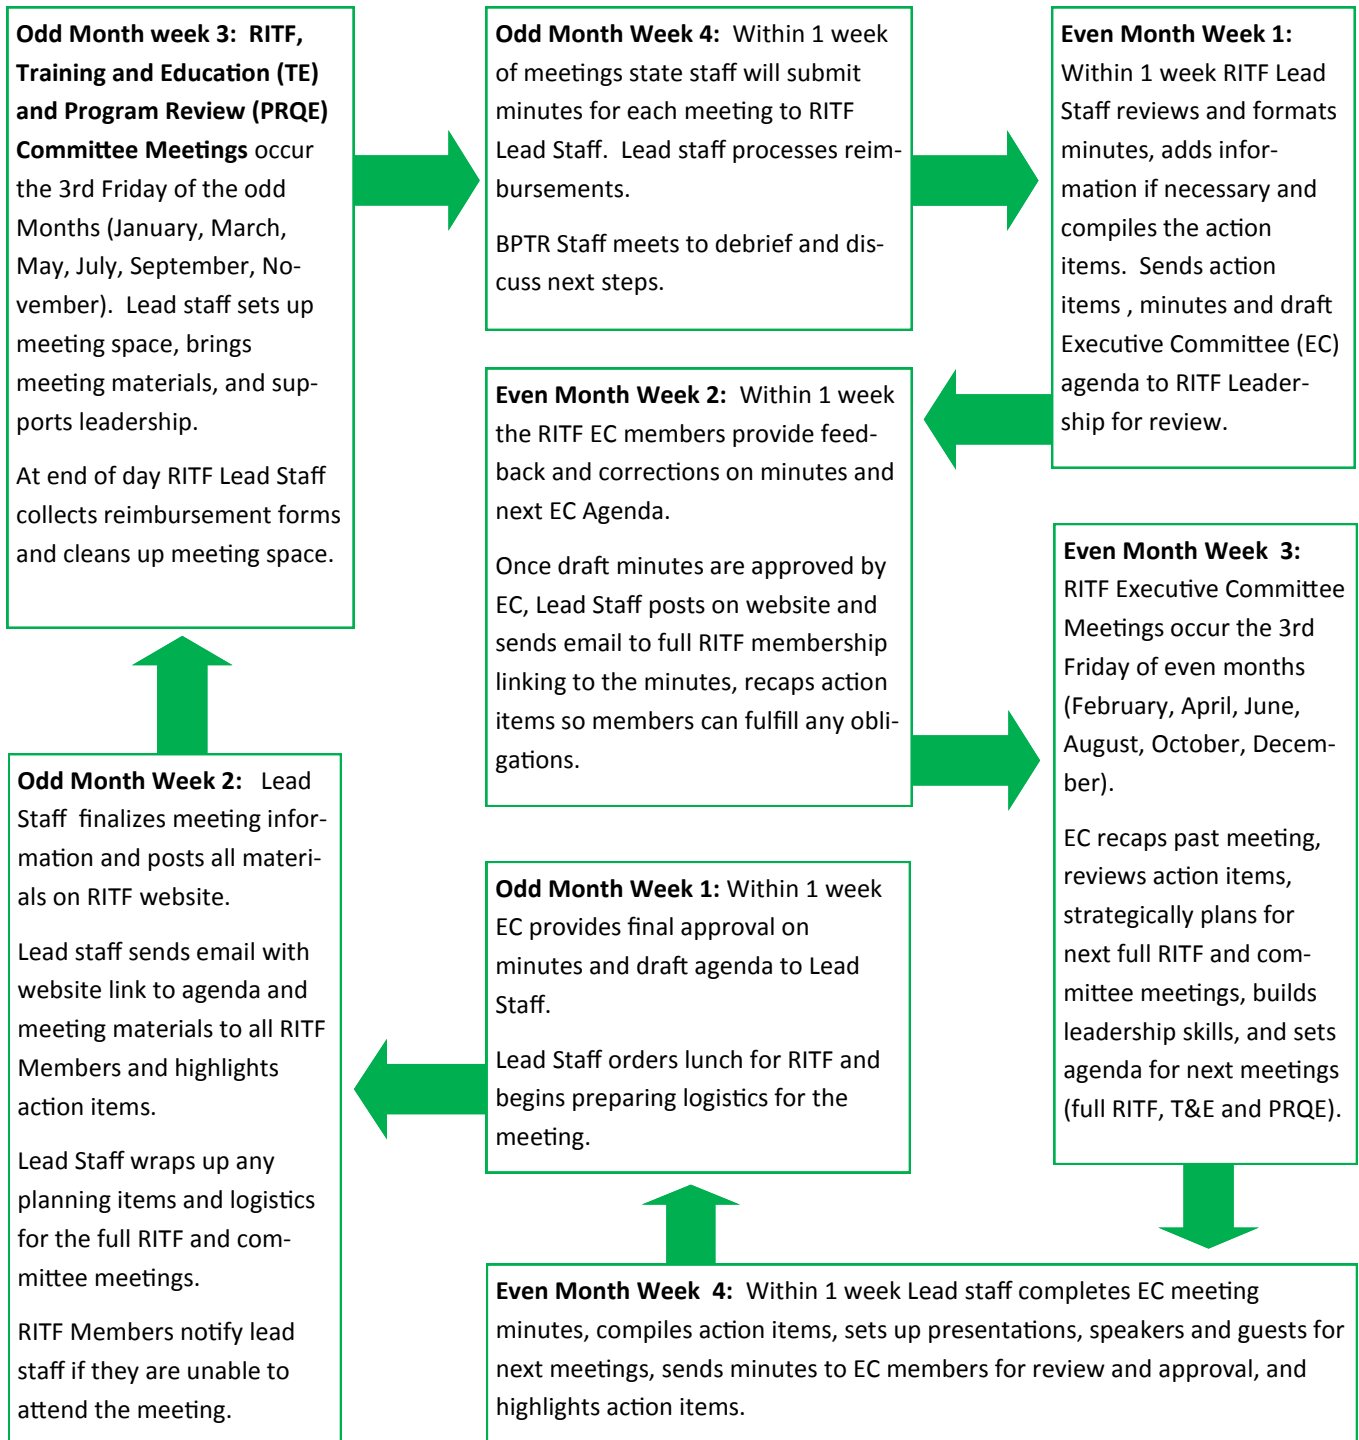 Odd Month week 3:  RITF,
Training and Education (TE)
and Program Review (PRQE)
Committee Meetings occur
the 3rd Friday of the odd
Months (January, March,
May, July, September, No-
vember).  Lead staff sets up
meeting space, brings
meeting materials, and sup-
ports leadership.
At end of day RITF Lead Staff
collects reimbursement forms
and cleans up meeting space.
Odd Month Week 4:  Within 1 week
of meetings state staff will submit
minutes for each meeting to RITF
Lead Staff.  Lead staff processes reim-
bursements.
BPTR Staff meets to debrief and dis-
cuss next steps.
Even Month Week 1:
Within 1 week RITF Lead
Staff reviews and formats
minutes, adds infor-
mation if necessary and
compiles the action
items.  Sends action
items , minutes and draft
Executive Committee (EC)
agenda to RITF Leader-
ship for review.
Even Month Week 2:  Within 1 week
the RITF EC members provide feed-
back and corrections on minutes and
next EC Agenda.
Once draft minutes are approved by
EC, Lead Staff posts on website and
sends email to full RITF membership
linking to the minutes, recaps action
items so members can fulfill any obli-
gations.
Even Month Week  3:
RITF Executive Committee
Meetings occur the 3rd
Friday of even months
(February, April, June,
August, October, Decem-
ber).
EC recaps past meeting,
reviews action items,
strategically plans for
next full RITF and com-
mittee meetings, builds
leadership skills, and sets
agenda for next meetings
(full RITF, T&E and PRQE).
Even Month Week  4:  Within 1 week Lead staff completes EC meeting
minutes, compiles action items, sets up presentations, speakers and guests for
next meetings, sends minutes to EC members for review and approval, and
highlights action items.
Odd Month Week 1: Within 1 week
EC provides final approval on
minutes and draft agenda to Lead
Staff.
Lead Staff orders lunch for RITF and
begins preparing logistics for the
meeting.
Odd Month Week 2:   Lead
Staff  finalizes meeting infor-
mation and posts all materi-
als on RITF website.
Lead staff sends email with
website link to agenda and
meeting materials to all RITF
Members and highlights
action items.
Lead Staff wraps up any
planning items and logistics
for the full RITF and com-
mittee meetings.
RITF Members notify lead
staff if they are unable to
attend the meeting.